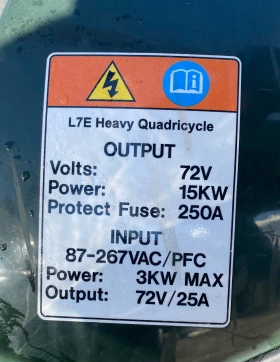 L7E Heavy Quadricycle
OUTPUT
Volts: 72V
Power: 15KW
Protect Fuse: 250A
INPUT
87-267VAC/PFC
Power: 3KW MAX
Output: 72V/25A